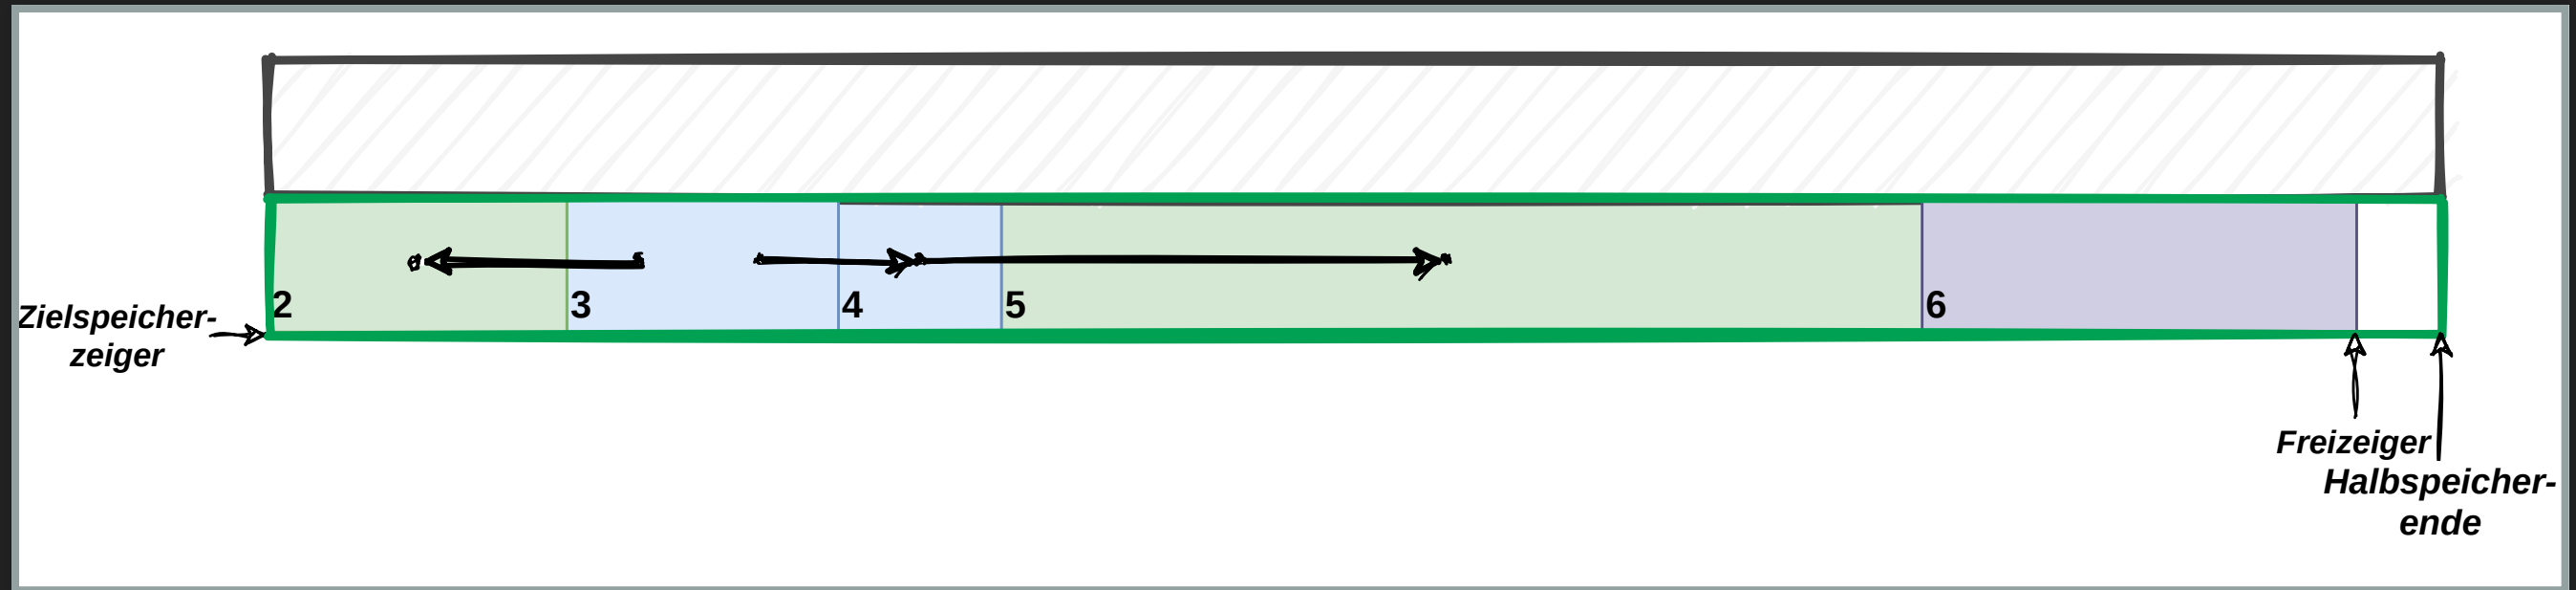 2
3
4
5
6
Zielspeicher-
zeiger
Freizeiger
Halbspeicher-
ende